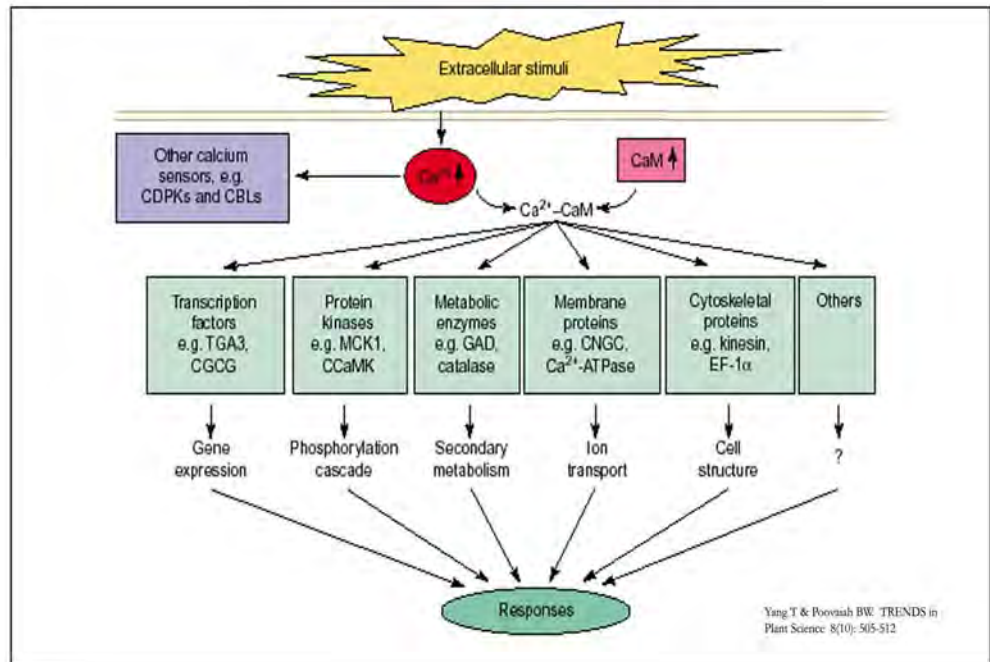 Extracellular stimuli
Other calcium
sensors, e.g.
CDPKs and CBLs
Ca²⁺
CaM
Ca²⁺–CaM
Transcription
factors
e.g. TGA3,
CGCG
Protein
kinases
e.g. MCK1,
CCaMK
Metabolic
enzymes
e.g. GAD,
catalase
Membrane
proteins
e.g. CNGC,
Ca²⁺-ATPase
Cytoskeletal
proteins
e.g. kinesin,
EF-1α
Others
Gene
expression
Phosphorylation
cascade
Secondary
metabolism
Ion
transport
Cell
structure
?
Responses
Yang T & Poovaiah BW. TRENDS in
Plant Science 8(10): 505-512